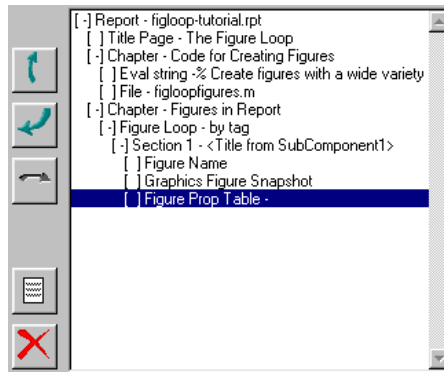 [-] Report - figloop-tutorial.rpt
[ ] Title Page - The Figure Loop
[-] Chapter - Code for Creating Figures
[ ] Eval string -% Create figures with a wide variety
[ ] File - figloopfigures.m
[-] Chapter - Figures in Report
[-] Figure Loop - by tag
[-] Section 1 - <Title from SubComponent1>
[ ] Figure Name
[ ] Graphics Figure Snapshot
[ ] Figure Prop Table -